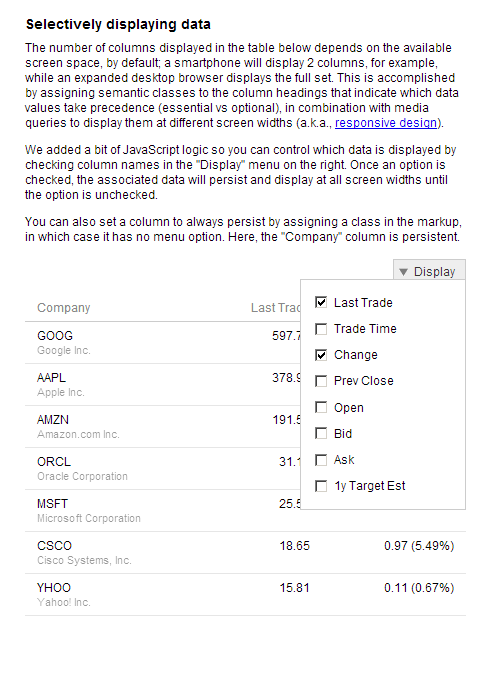 Selectively displaying data
The number of columns displayed in the table below depends on the available
screen space, by default; a smartphone will display 2 columns, for example,
while an expanded desktop browser displays the full set. This is accomplished
by assigning semantic classes to the column headings that indicate which data
values take precedence (essential vs optional), in combination with media
queries to display them at different screen widths (a.k.a., responsive design).
We added a bit of JavaScript logic so you can control which data is displayed by
checking column names in the "Display" menu on the right. Once an option is
checked, the associated data will persist and display at all screen widths until
the option is unchecked.
You can also set a column to always persist by assigning a class in the markup,
in which case it has no menu option. Here, the "Company" column is persistent.
▼ Display
Company Last Trad
GOOG 597.7
Google Inc.
AAPL 378.9
Apple Inc.
AMZN 191.5
Amazon.com Inc.
ORCL 31.1
Oracle Corporation
MSFT 25.5
Microsoft Corporation
CSCO 18.65 0.97 (5.49%)
Cisco Systems, Inc.
YHOO 15.81 0.11 (0.67%)
Yahoo! Inc.
Last Trade
Trade Time
Change
Prev Close
Open
Bid
Ask
1y Target Est